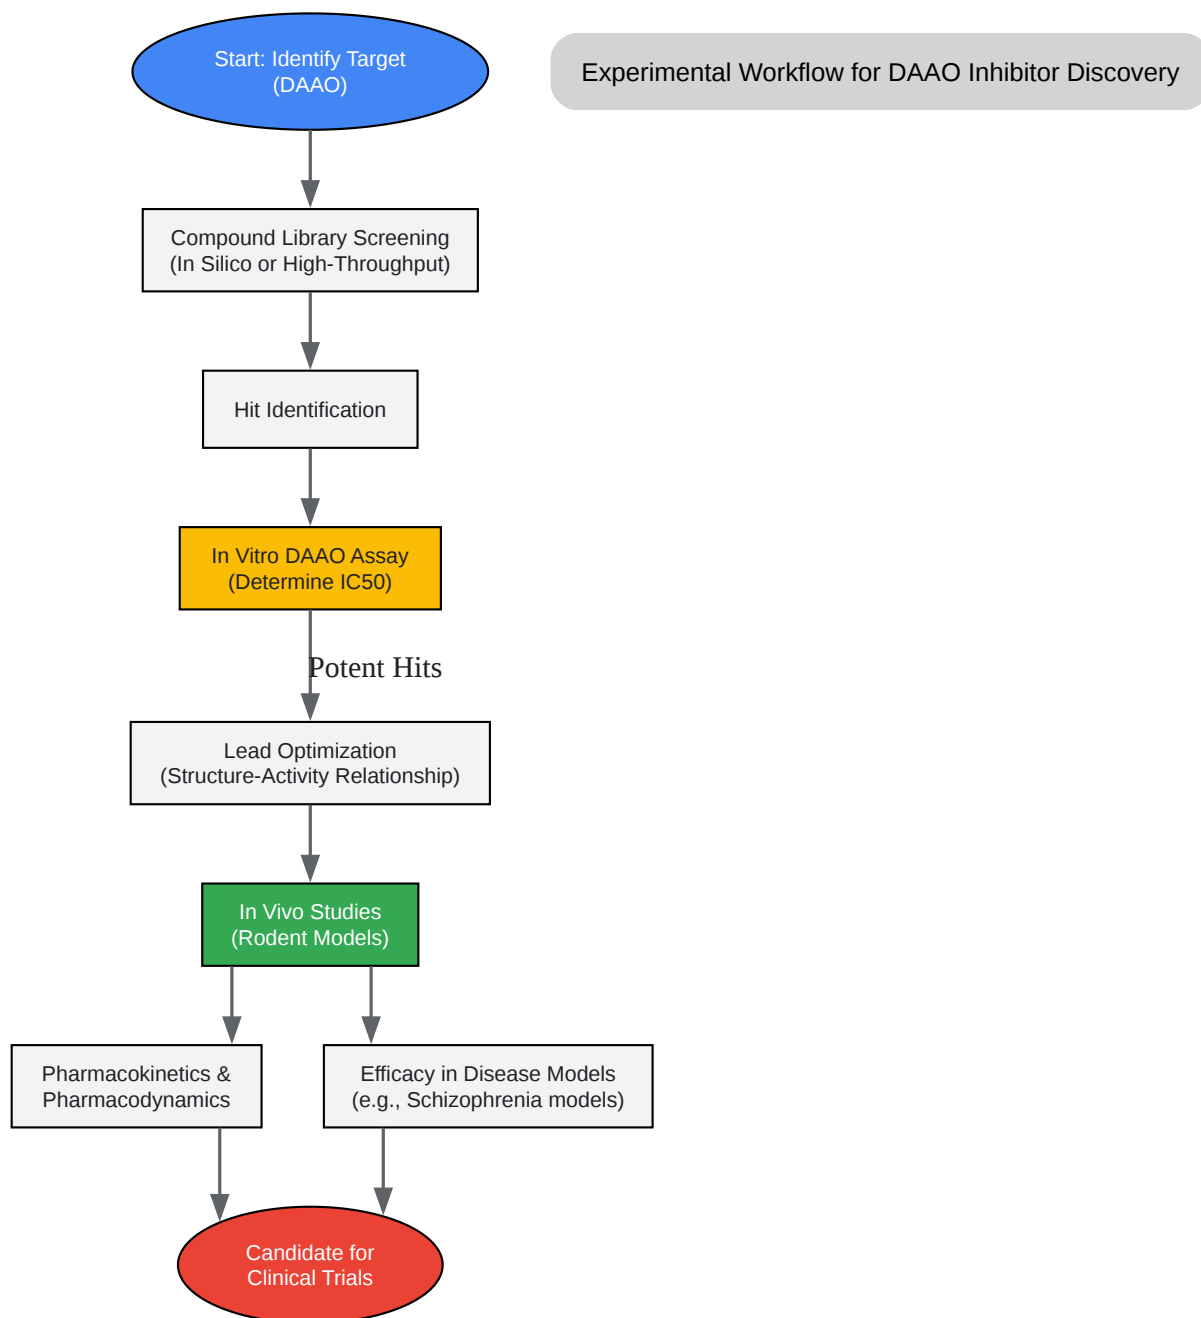 Start: Identify Target
(DAAO)
Experimental Workflow for DAAO Inhibitor Discovery
Compound Library Screening
(In Silico or High-Throughput)
Hit Identification
In Vitro DAAO Assay
(Determine IC50)
Potent Hits
Lead Optimization
(Structure-Activity Relationship)
In Vivo Studies
(Rodent Models)
Pharmacokinetics &
Pharmacodynamics
Efficacy in Disease Models
(e.g., Schizophrenia models)
Candidate for
Clinical Trials